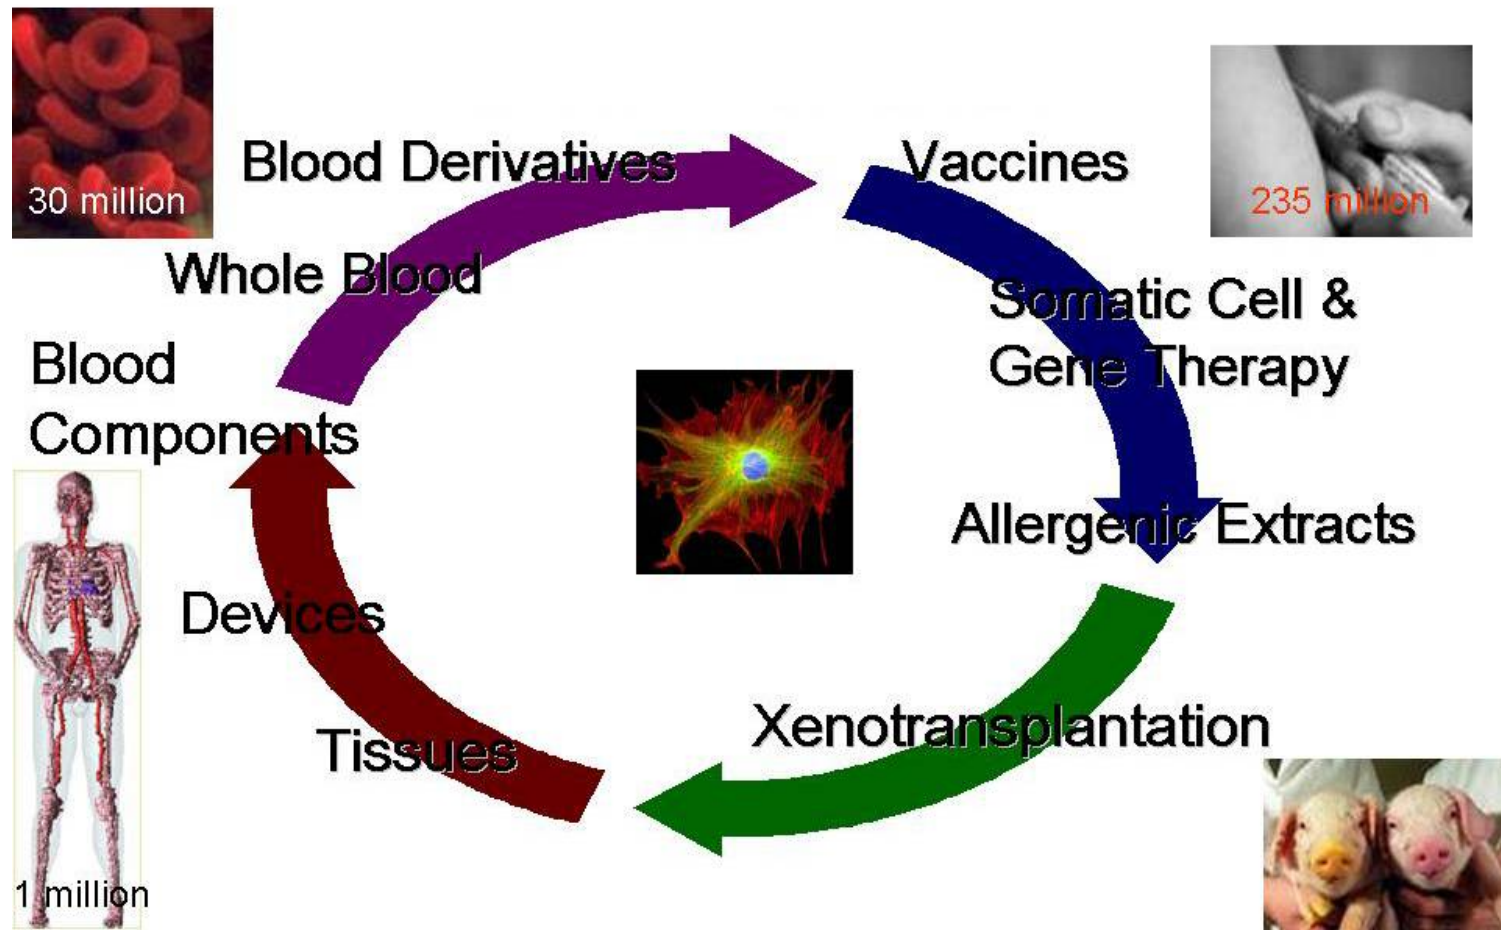 Blood Derivatives
Vaccines
30 million
235 million
Whole Blood
Somatic Cell &
Gene Therapy
Blood
Components
Allergenic Extracts
Devices
Xenotransplantation
Tissues
1 million